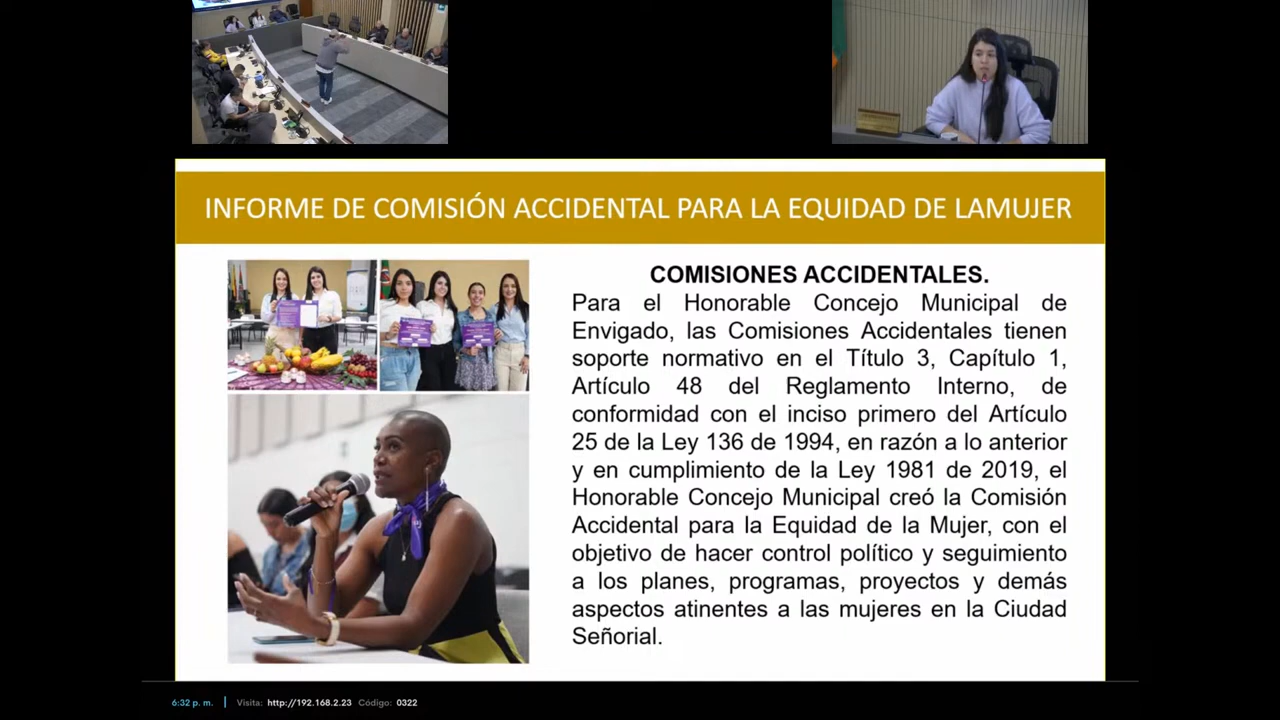 INFORME DE COMISIÓN ACCIDENTAL PARA LA EQUIDAD DE LAMUJER
COMISIONES ACCIDENTALES.
Para el Honorable Concejo Municipal de
Envigado, las Comisiones Accidentales tienen
soporte normativo en el Título 3, Capítulo 1,
Artículo 48 del Reglamento Interno, de
conformidad con el inciso primero del Artículo
25 de la Ley 136 de 1994, en razón a lo anterior
y en cumplimiento de la Ley 1981 de 2019, el
Honorable Concejo Municipal creó la Comisión
Accidental para la Equidad de la Mujer, con el
objetivo de hacer control político y seguimiento
a los planes, programas, proyectos y demás
aspectos atinentes a las mujeres en la Ciudad
Señorial.
6:32 p. m. | Visita: http://192.168.2.23 Código: 0322